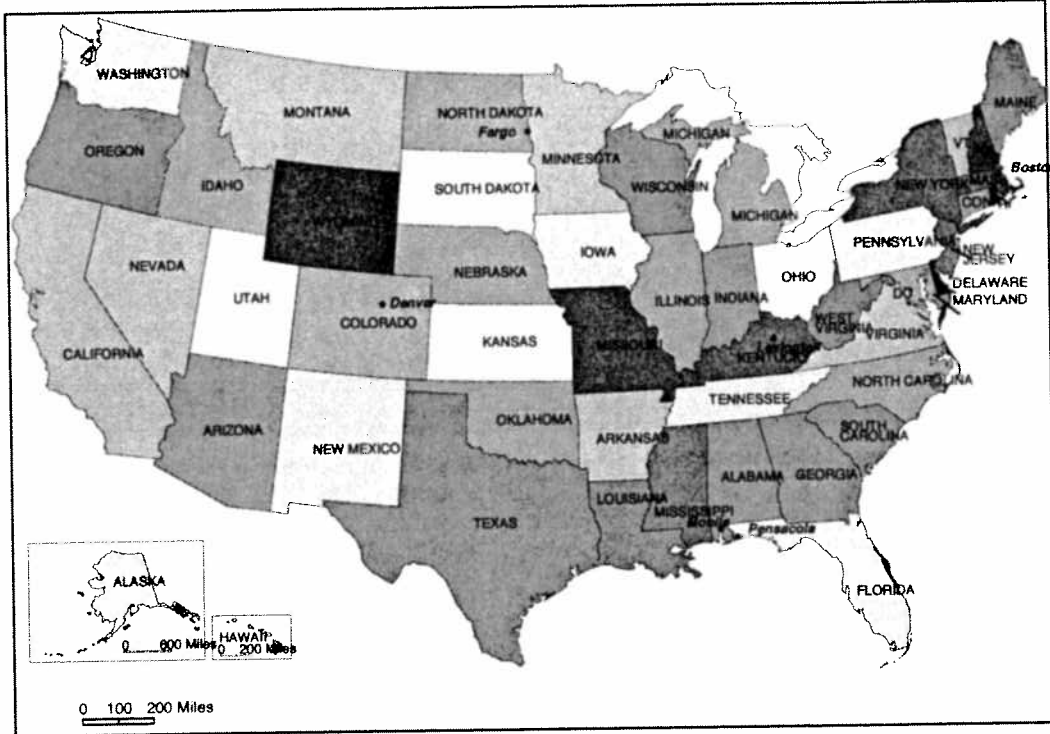 WASHINGTON
MONTANA
NORTH DAKOTA
Fargo
MICHIGAN
MAINE
OREGON
IDAHO
MINNESOTA
VT
SOUTH DAKOTA
WISCONSIN
NEW YORK
MICHIGAN
CONN
WYOMING
PENNSYLVANIA
NEW
JERSEY
IOWA
OHIO
NEVADA
NEBRASKA
UTAH
Denver
COLORADO
ILLINOIS
INDIANA
DC
DELAWARE
MARYLAND
WEST
VIRGINIA
VIRGINIA
CALIFORNIA
KANSAS
MISSOURI
KENTUCKY
TENNESSEE
NORTH CAROLINA
ARIZONA
NEW MEXICO
OKLAHOMA
ARKANSAS
SOUTH
CAROLINA
TEXAS
LOUISIANA
MISSISSIPPI
ALABAMA
GEORGIA
Mobile
Pensacola
FLORIDA
ALASKA
0 600 Miles
HAWAII
0 200 Miles
0 100 200 Miles